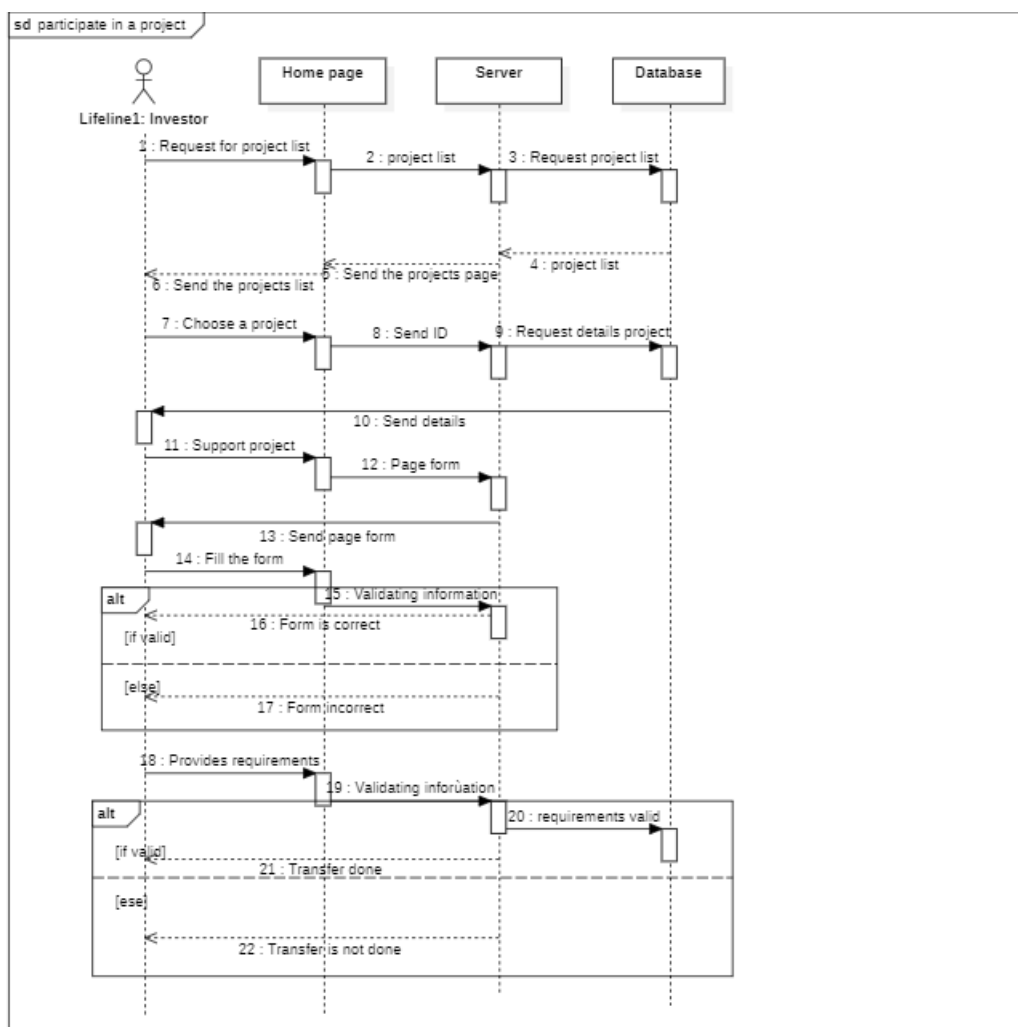 sd participate in a project
Home page
Server
Database
Lifeline1: Investor
1 : Request for project list
2 : project list
3 : Request project list
4 : project list
5 : Send the projects page
6 : Send the projects list
7 : Choose a project
8 : Send ID
9 : Request details project
10 : Send details
11 : Support project
12 : Page form
13 : Send page form
14 : Fill the form
alt
15 : Validating information
16 : Form is correct
[if valid]
[else]
17 : Form incorrect
18 : Provides requirements
19 : Validating inforùation
alt
20 : requirements valid
[if valid]
21 : Transfer done
[ese]
22 : Transfer is not done